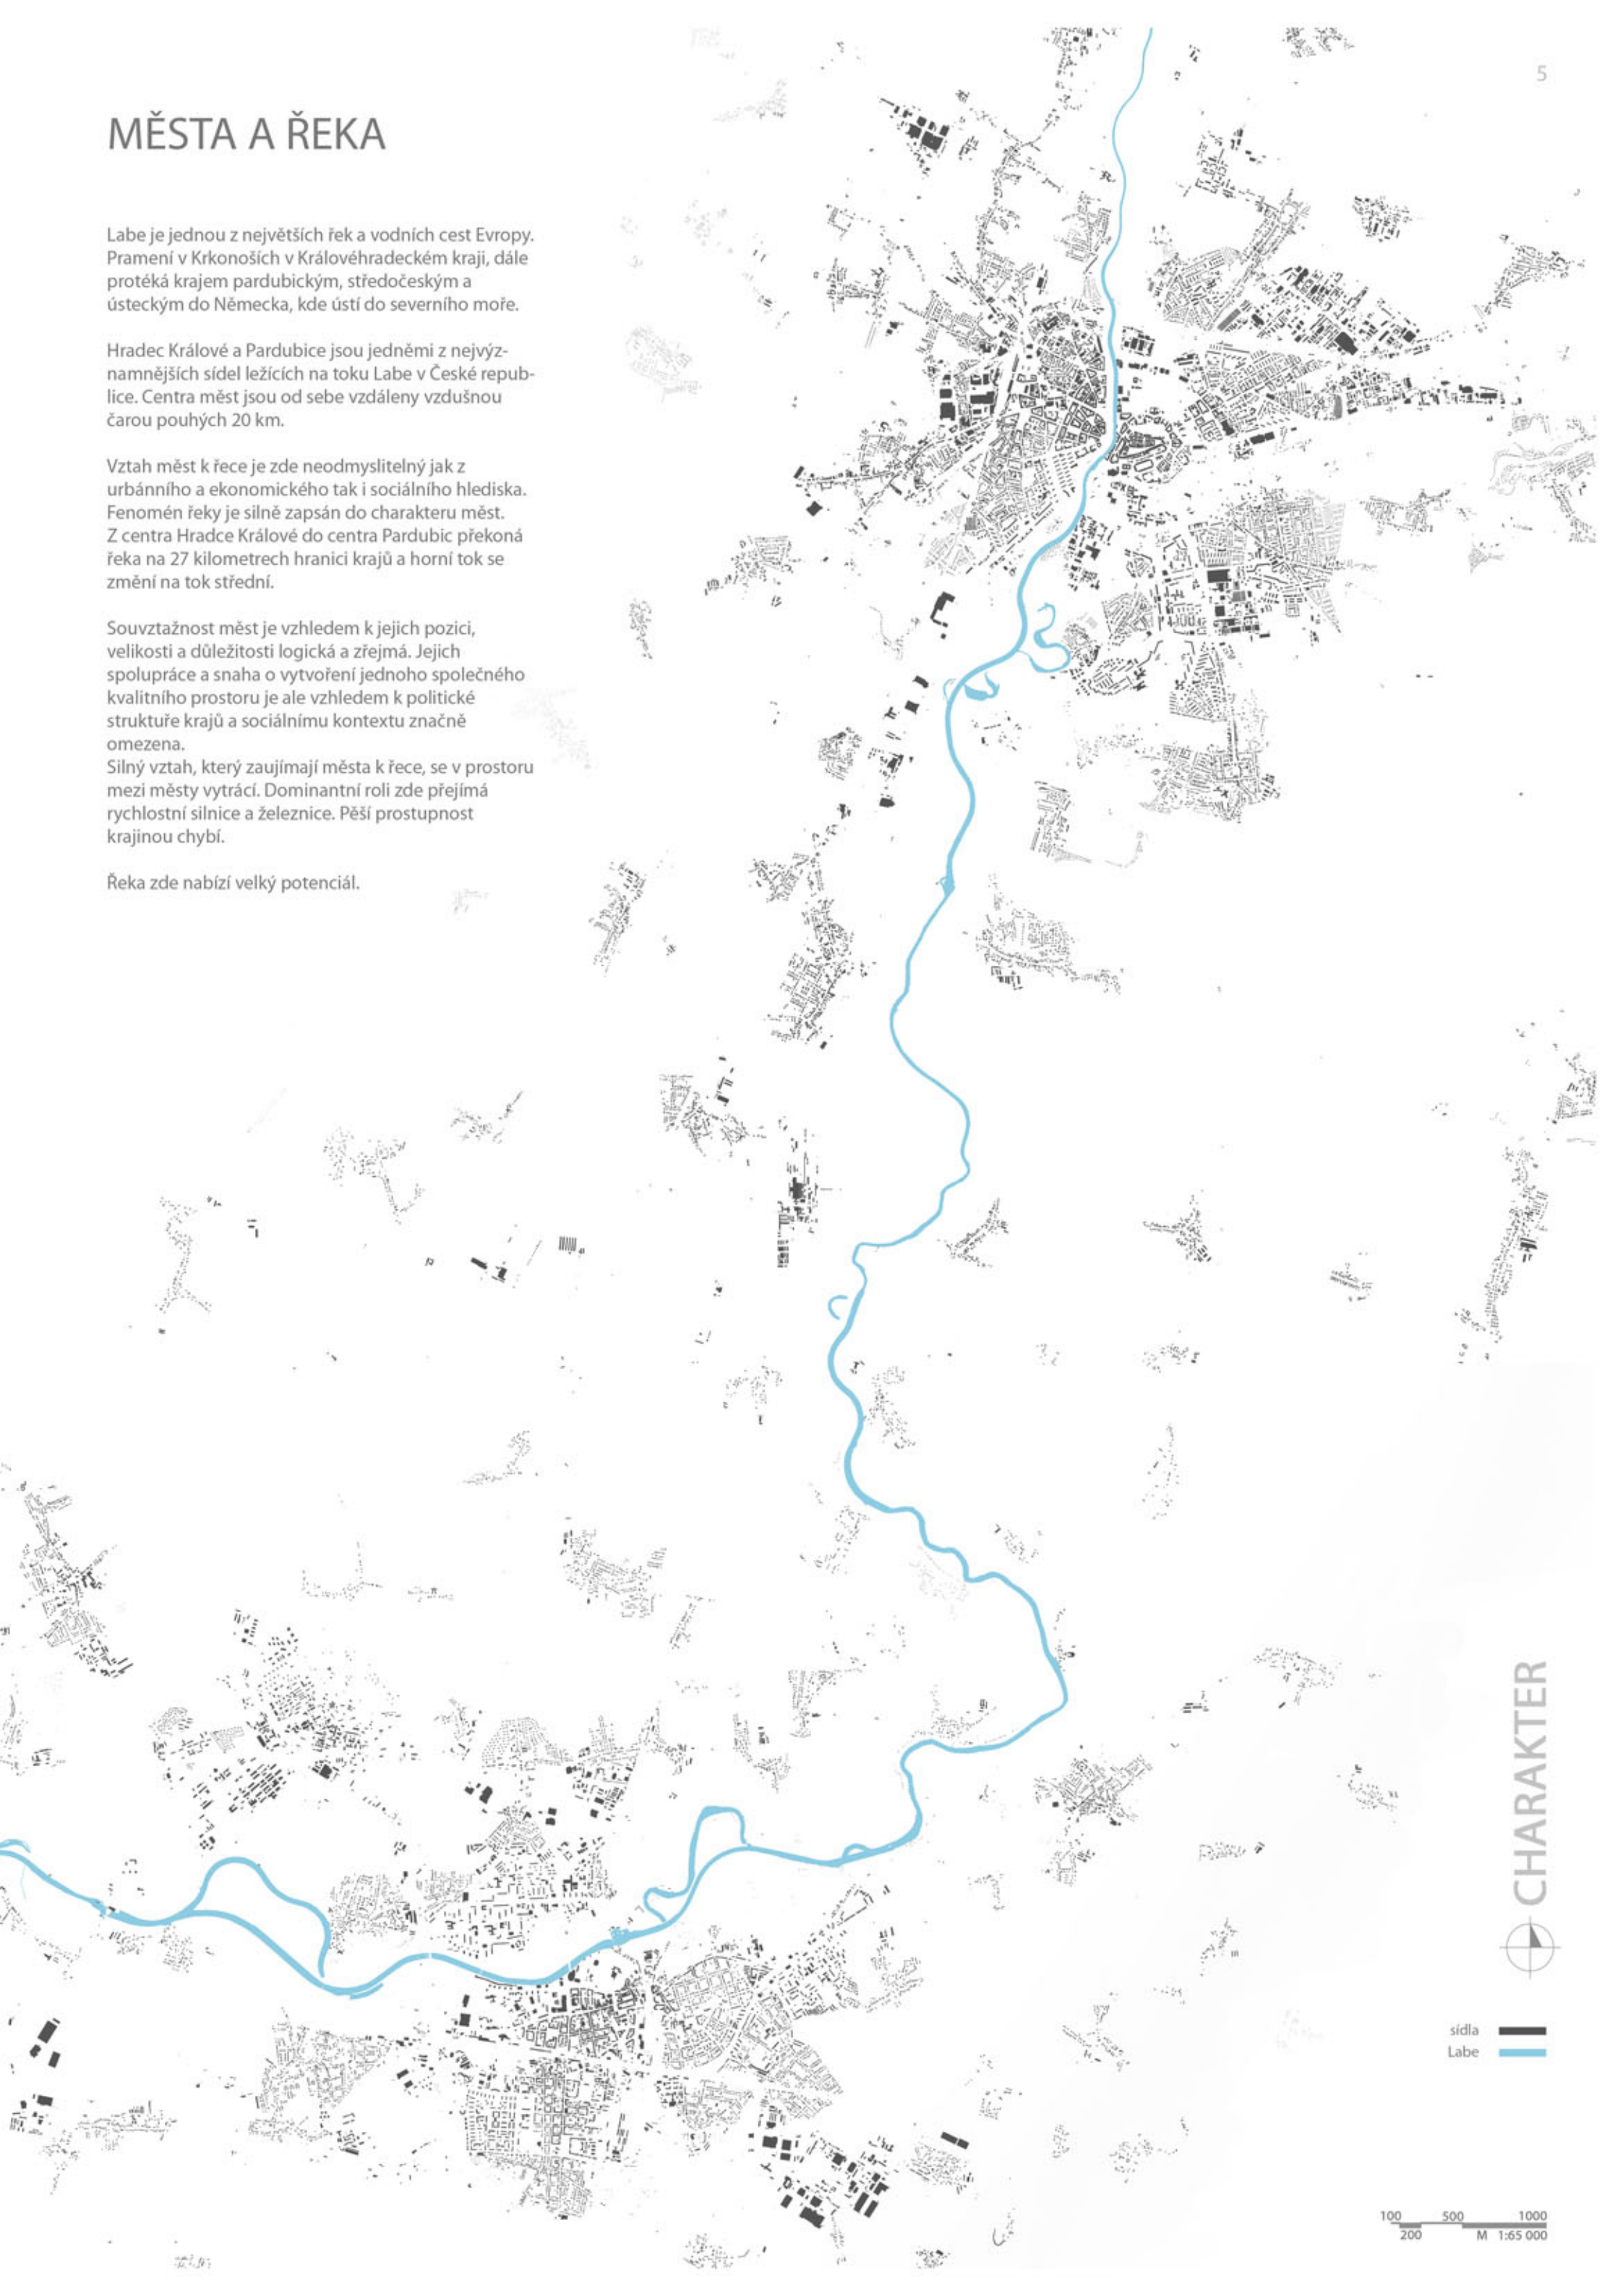 5
MĚSTA A ŘEKA
Labe je jednou z největších řek a vodních cest Evropy.
Pramení v Krkonoších v Královéhradeckém kraji, dále
protéká krajem pardubickým, středočeským a
ústeckým do Německa, kde ústí do severního moře.
Hradec Králové a Pardubice jsou jedněmi z nejvýz-
namnějších sídel ležících na toku Labe v České repub-
lice. Centra měst jsou od sebe vzdáleny vzdušnou
čarou pouhých 20 km.
Vztah měst k řece je zde neodmyslitelný jak z
urbánního a ekonomického tak i sociálního hlediska.
Fenomén řeky je silně zapsán do charakteru měst.
Z centra Hradce Králové do centra Pardubic překoná
řeka na 27 kilometrech hranici krajů a horní tok se
změní na tok střední.
Souvztažnost měst je vzhledem k jejich pozici,
velikosti a důležitosti logická a zřejmá. Jejich
spolupráce a snaha o vytvoření jednoho společného
kvalitního prostoru je ale vzhledem k politické
struktuře krajů a sociálnímu kontextu značně
omezena.
Silný vztah, který zaujímají města k řece, se v prostoru
mezi městy vytrácí. Dominantní roli zde přejímá
rychlostní silnice a železnice. Pěší prostupnost
krajinou chybí.
Řeka zde nabízí velký potenciál.
CHARAKTER
sídla
Labe
100 500 1000
200 M 1:65 000